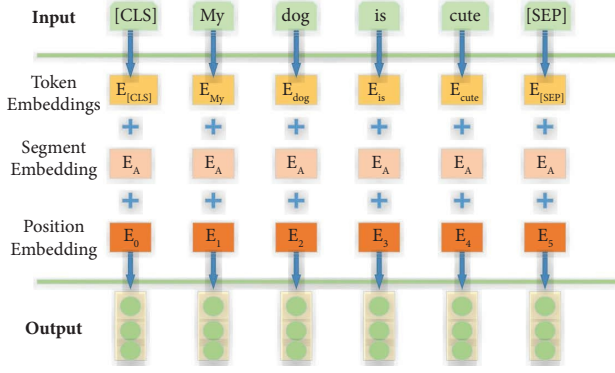 Input [CLS] My dog is cute [SEP]
Token Embeddings E[CLS] EMy Edog Eis Ecute E[SEP]
+ + + + + +
Segment Embedding EA EA EA EA EA EA
+ + + + + +
Position Embedding E0 E1 E2 E3 E4 E5
Output